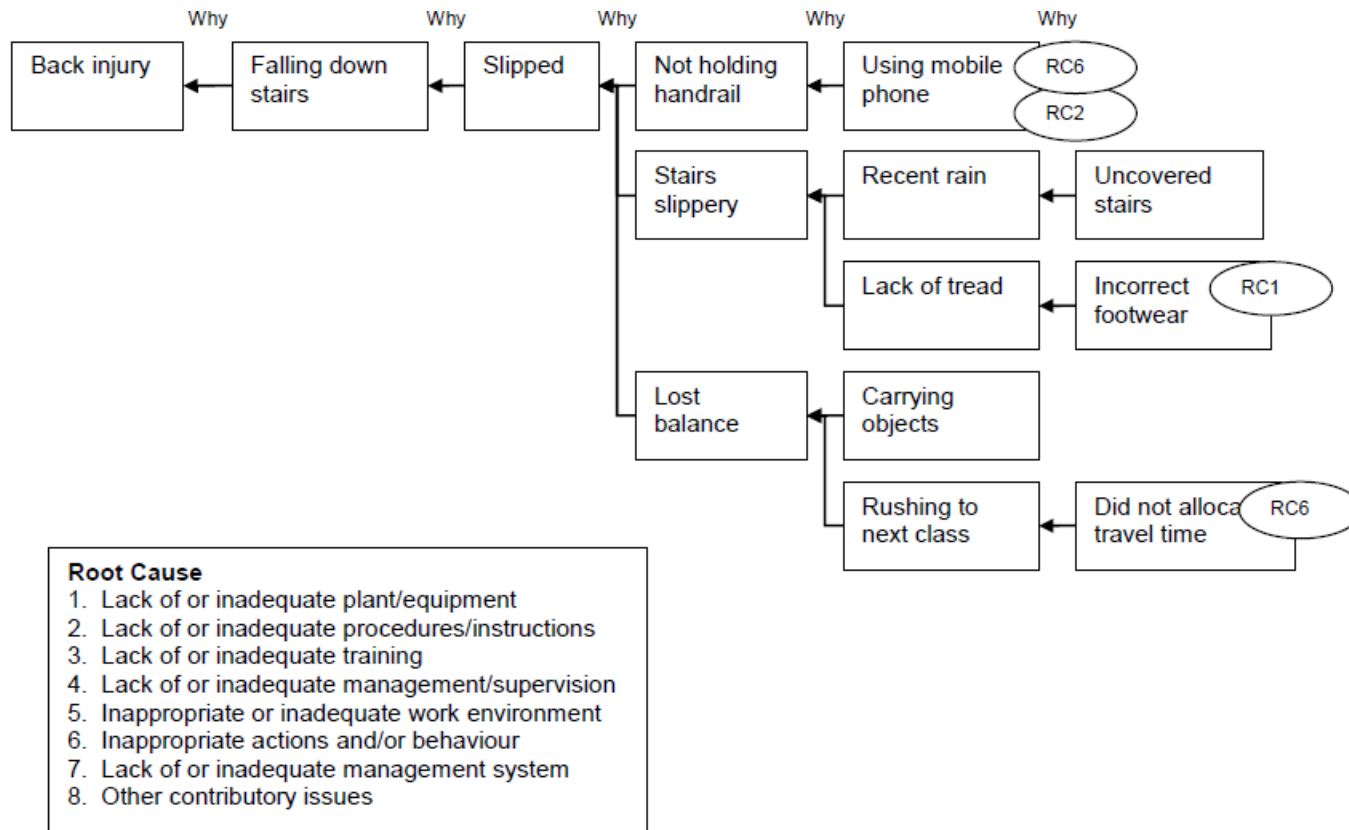 Why Why Why Why Why
Back injury
Falling down
stairs
Slipped
Not holding
handrail
Using mobile
phone
RC6
RC2
Stairs
slippery
Recent rain
Uncovered
stairs
Lack of tread
Incorrect
footwear
RC1
Lost
balance
Carrying
objects
Rushing to
next class
Did not alloca
travel time
RC6
Root Cause
1. Lack of or inadequate plant/equipment
2. Lack of or inadequate procedures/instructions
3. Lack of or inadequate training
4. Lack of or inadequate management/supervision
5. Inappropriate or inadequate work environment
6. Inappropriate actions and/or behaviour
7. Lack of or inadequate management system
8. Other contributory issues